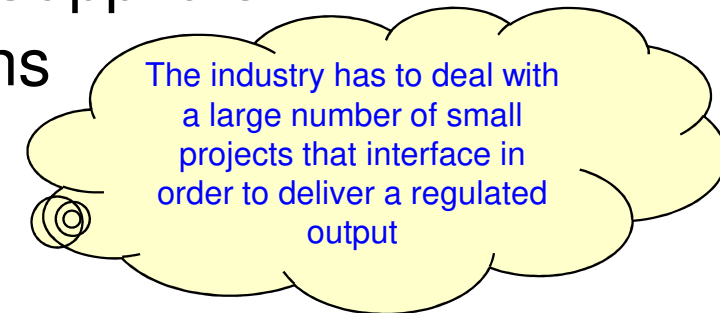 ns
The industry has to deal with
a large number of small
projects that interface in
order to deliver a regulated
output